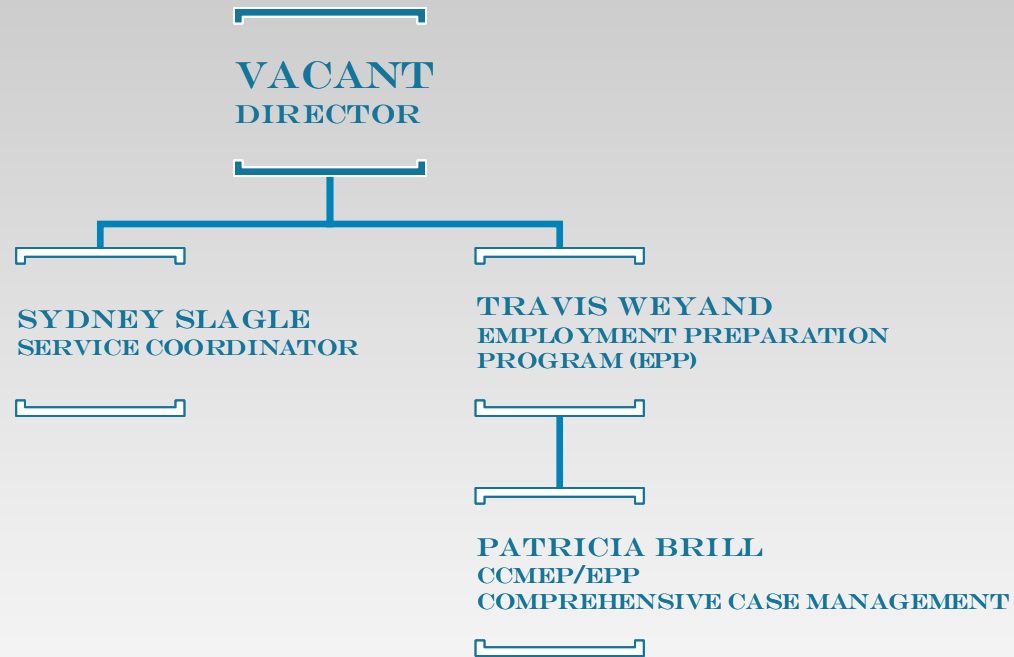 VACANT
DIRECTOR
SYDNEY SLAGLE
SERVICE COORDINATOR
TRAVIS WEYAND
EMPLOYMENT PREPARATION
PROGRAM (EPP)
PATRICIA BRILL
CCMEP/EPP
COMPREHENSIVE CASE MANAGEMENT